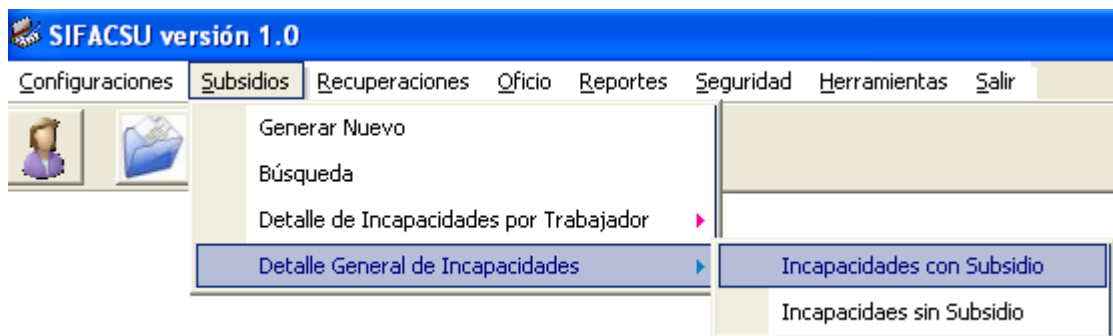 SIFACSU versión 1.0
Configuraciones Subsidios Recuperaciones Oficio Reportes Seguridad Herramientas Salir
Generar Nuevo
Búsqueda
Detalle de Incapacidades por Trabajador
Detalle General de Incapacidades
Incapacidades con Subsidio
Incapacidaes sin Subsidio